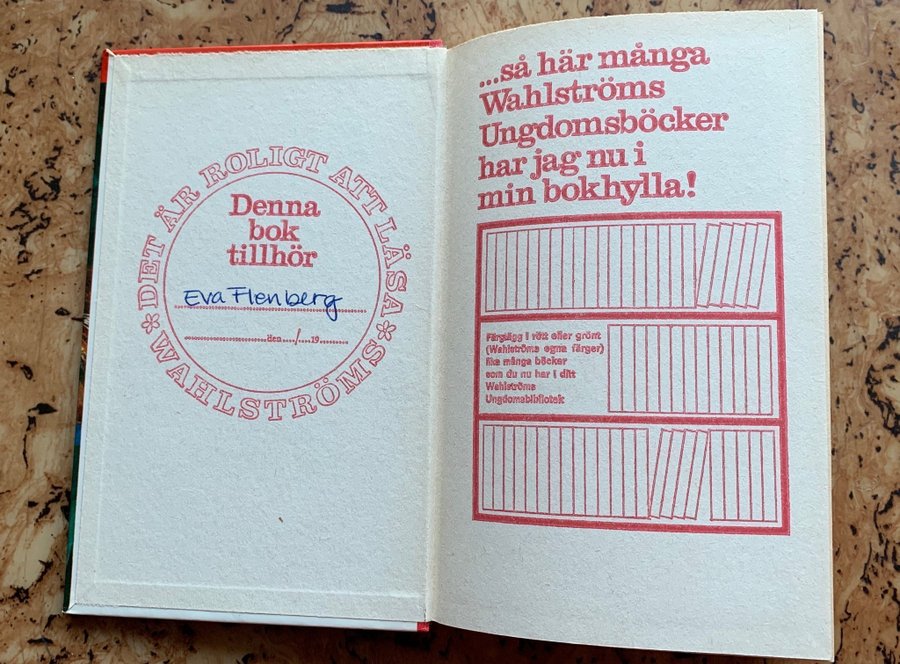 DET ÄR ROLIGT ATT LÄSA
* WAHLSTRÖMS *
Denna
bok
tillhör
Eva Flenberg
den..../....19.........
...så här många
Wahlströms
Ungdomsböcker
har jag nu i
min bokhylla!
Färglägg i rött eller grönt
(Wahlströms egna färger)
lika många böcker
som du nu har i ditt
Wahlströms
Ungdomsbibliotek